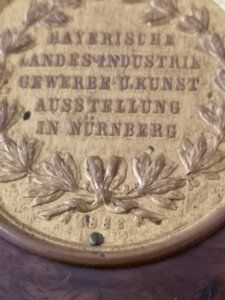 BAYERISCHE
LANDES INDUSTRIE
GEWERBE U. KUNST
AUSSTELLUNG
IN NÜRNBERG
1882